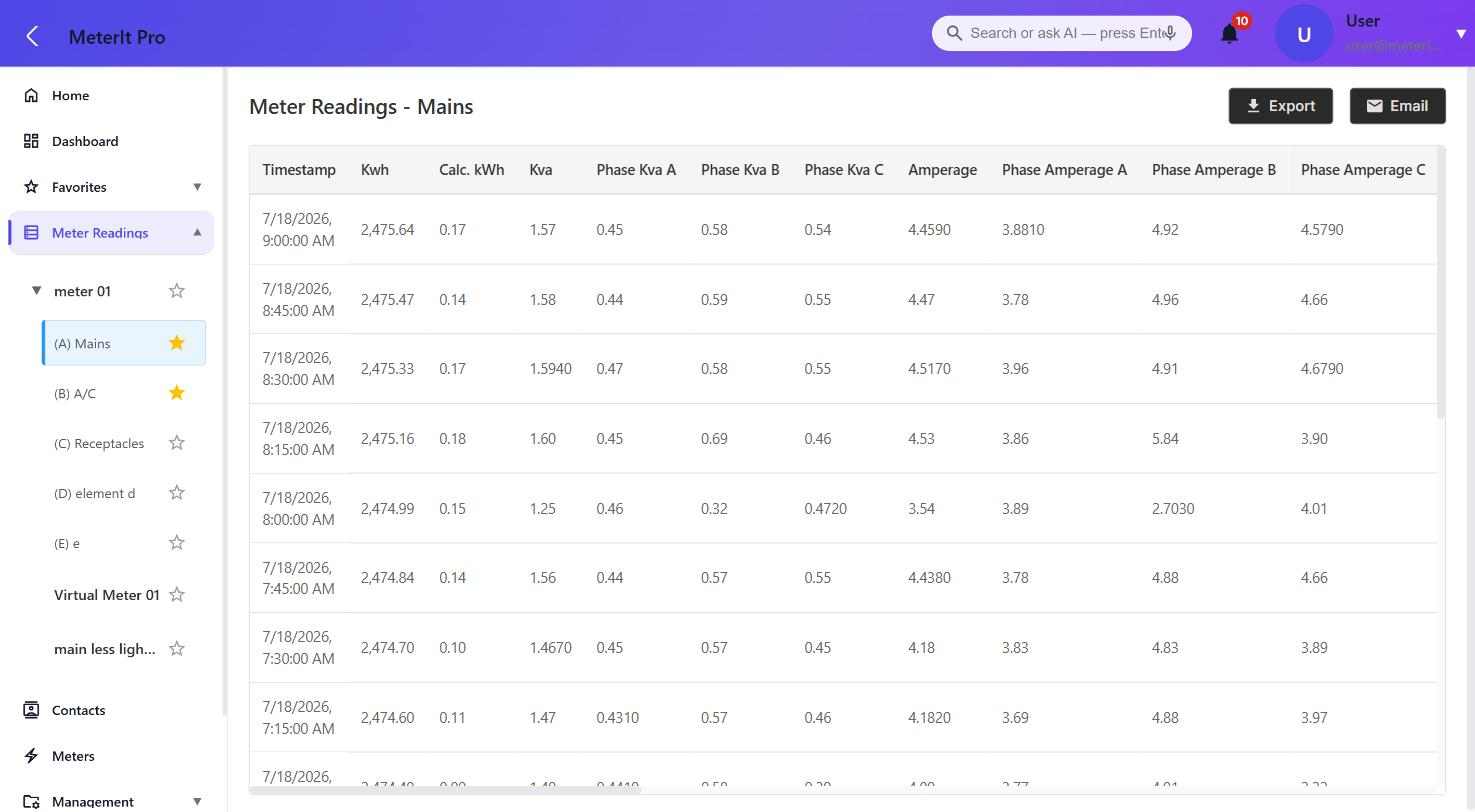 MeterIt Pro
Search or ask AI — press Ente
10
U
User
user@meteri...
Home
Dashboard
Favorites
Meter Readings
meter 01
(A) Mains
(B) A/C
(C) Receptacles
(D) element d
(E) e
Virtual Meter 01
main less ligh...
Contacts
Meters
Management
Meter Readings - Mains
Export
Email
Timestamp Kwh Calc. kWh Kva Phase Kva A Phase Kva B Phase Kva C Amperage Phase Amperage A Phase Amperage B Phase Amperage C
7/18/2026,
9:00:00 AM 2,475.64 0.17 1.57 0.45 0.58 0.54 4.4590 3.8810 4.92 4.5790
7/18/2026,
8:45:00 AM 2,475.47 0.14 1.58 0.44 0.59 0.55 4.47 3.78 4.96 4.66
7/18/2026,
8:30:00 AM 2,475.33 0.17 1.5940 0.47 0.58 0.55 4.5170 3.96 4.91 4.6790
7/18/2026,
8:15:00 AM 2,475.16 0.18 1.60 0.45 0.69 0.46 4.53 3.86 5.84 3.90
7/18/2026,
8:00:00 AM 2,474.99 0.15 1.25 0.46 0.32 0.4720 3.54 3.89 2.7030 4.01
7/18/2026,
7:45:00 AM 2,474.84 0.14 1.56 0.44 0.57 0.55 4.4380 3.78 4.88 4.66
7/18/2026,
7:30:00 AM 2,474.70 0.10 1.4670 0.45 0.57 0.45 4.18 3.83 4.83 3.89
7/18/2026,
7:15:00 AM 2,474.60 0.11 1.47 0.4310 0.57 0.46 4.1820 3.69 4.88 3.97
7/18/2026,